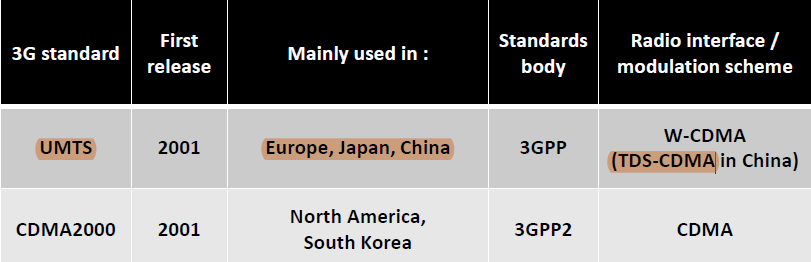 3G standard
First
release
Mainly used in :
Standards
body
Radio interface /
modulation scheme
UMTS
2001
Europe, Japan, China
3GPP
W-CDMA
(TDS-CDMA in China)
CDMA2000
2001
North America,
South Korea
3GPP2
CDMA